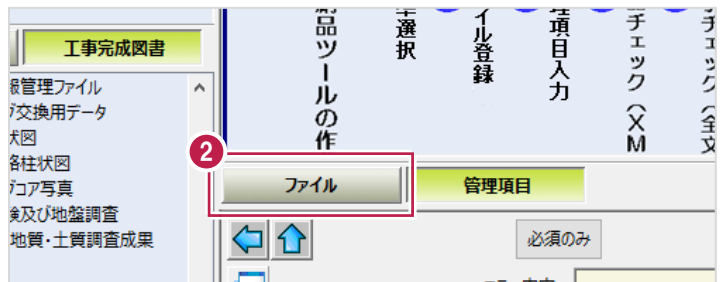 工事完成図書
報管理ファイル
交換用データ
状図
各柱状図
コア写真
検及び地盤調査
地質・土質調査成果
品ツールの作
選択
イル登録
理項目入力
チェック（XM
チェック（全文
2
ファイル
管理項目
必須のみ